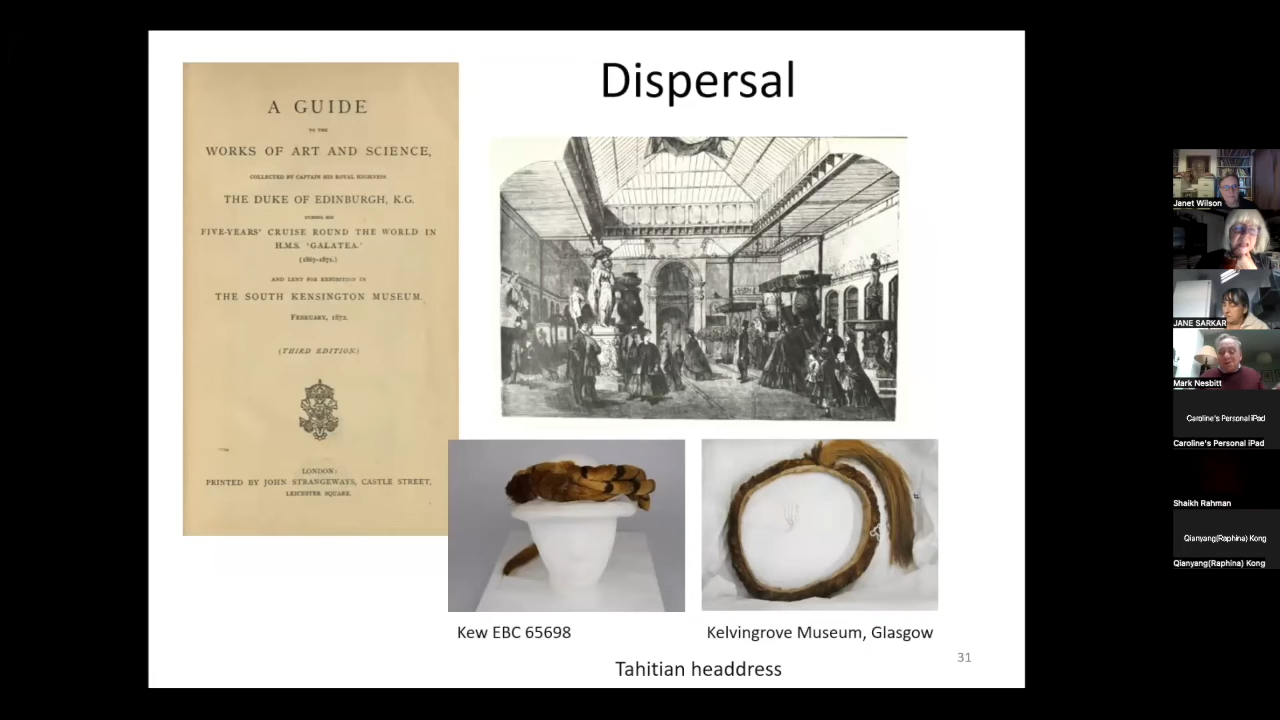 Dispersal
A GUIDE
TO THE
WORKS OF ART AND SCIENCE,
COLLECTED BY CAPTAIN HIS ROYAL HIGHNESS
THE DUKE OF EDINBURGH, K.G.
DURING HIS
FIVE-YEARS' CRUISE ROUND THE WORLD IN
H.M.S. 'GALATEA.'
(1867-1871.)
AND LENT FOR EXHIBITION IN
THE SOUTH KENSINGTON MUSEUM.
FEBRUARY, 1872.
(THIRD EDITION.)
LONDON:
PRINTED BY JOHN STRANGEWAYS, CASTLE STREET,
LEICESTER SQUARE.
Kew EBC 65698
Kelvingrove Museum, Glasgow
Tahitian headdress
31
Janet Wilson
JANE SARKAR
Mark Nesbitt
Caroline's Personal iPad
Caroline's Personal iPad
Shaikh Rahman
Qianyang(Raphina) Kong
Qianyang(Raphina) Kong